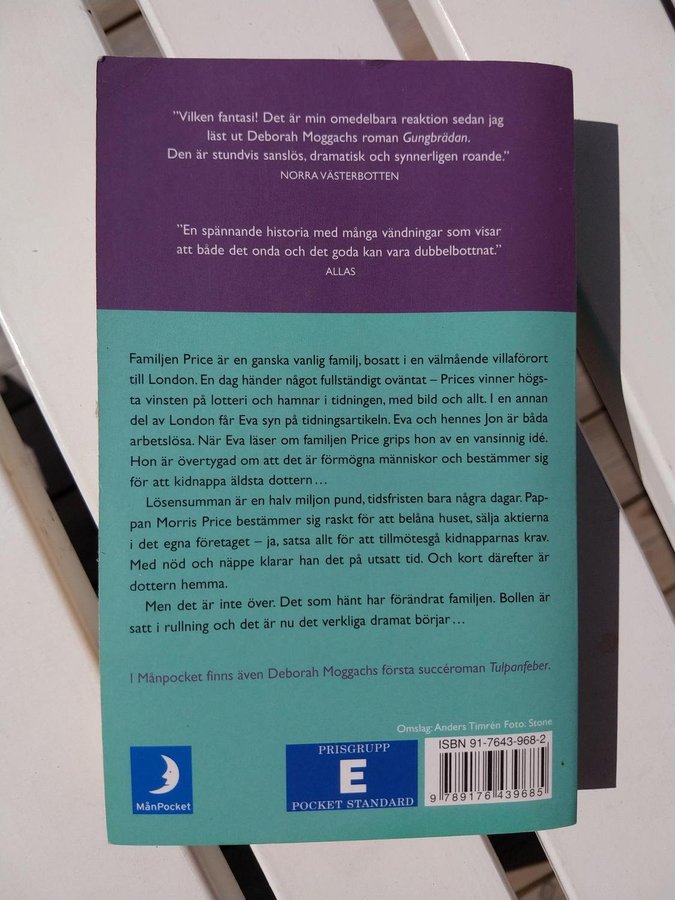 ”Vilken fantasi! Det är min omedelbara reaktion sedan jag
läst ut Deborah Moggachs roman Gungbrädan.
Den är stundvis sanslös, dramatisk och synnerligen roande.”
NORRA VÄSTERBOTTEN
”En spännande historia med många vändningar som visar
att både det onda och det goda kan vara dubbelbottnat.”
ALLAS
Familjen Price är en ganska vanlig familj, bosatt i en välmående villaförort
till London. En dag händer något fullständigt oväntat – Prices vinner högs-
ta vinsten på lotteri och hamnar i tidningen, med bild och allt. I en annan
del av London får Eva syn på tidningsartikeln. Eva och hennes Jon är båda
arbetslösa. När Eva läser om familjen Price grips hon av en vansinnig idé.
Hon är övertygad om att det är förmögna människor och bestämmer sig
för att kidnappa äldsta dottern ...
Lösensumman är en halv miljon pund, tidsfristen bara några dagar. Pap-
pan Morris Price bestämmer sig raskt för att belåna huset, sälja aktierna
i det egna företaget – ja, satsa allt för att tillmötesgå kidnapparnas krav.
Med nöd och näppe klarar han det på utsatt tid. Och kort därefter är
dottern hemma.
Men det är inte över. Det som hänt har förändrat familjen. Bollen är
satt i rullning och det är nu det verkliga dramat börjar ...
I Månpocket finns även Deborah Moggachs första succéroman Tulpanfeber.
Omslag: Anders Timrén Foto: Stone
MånPocket
PRISGRUPP
E
POCKET STANDARD
ISBN 91-7643-968-2
9 789176 439685